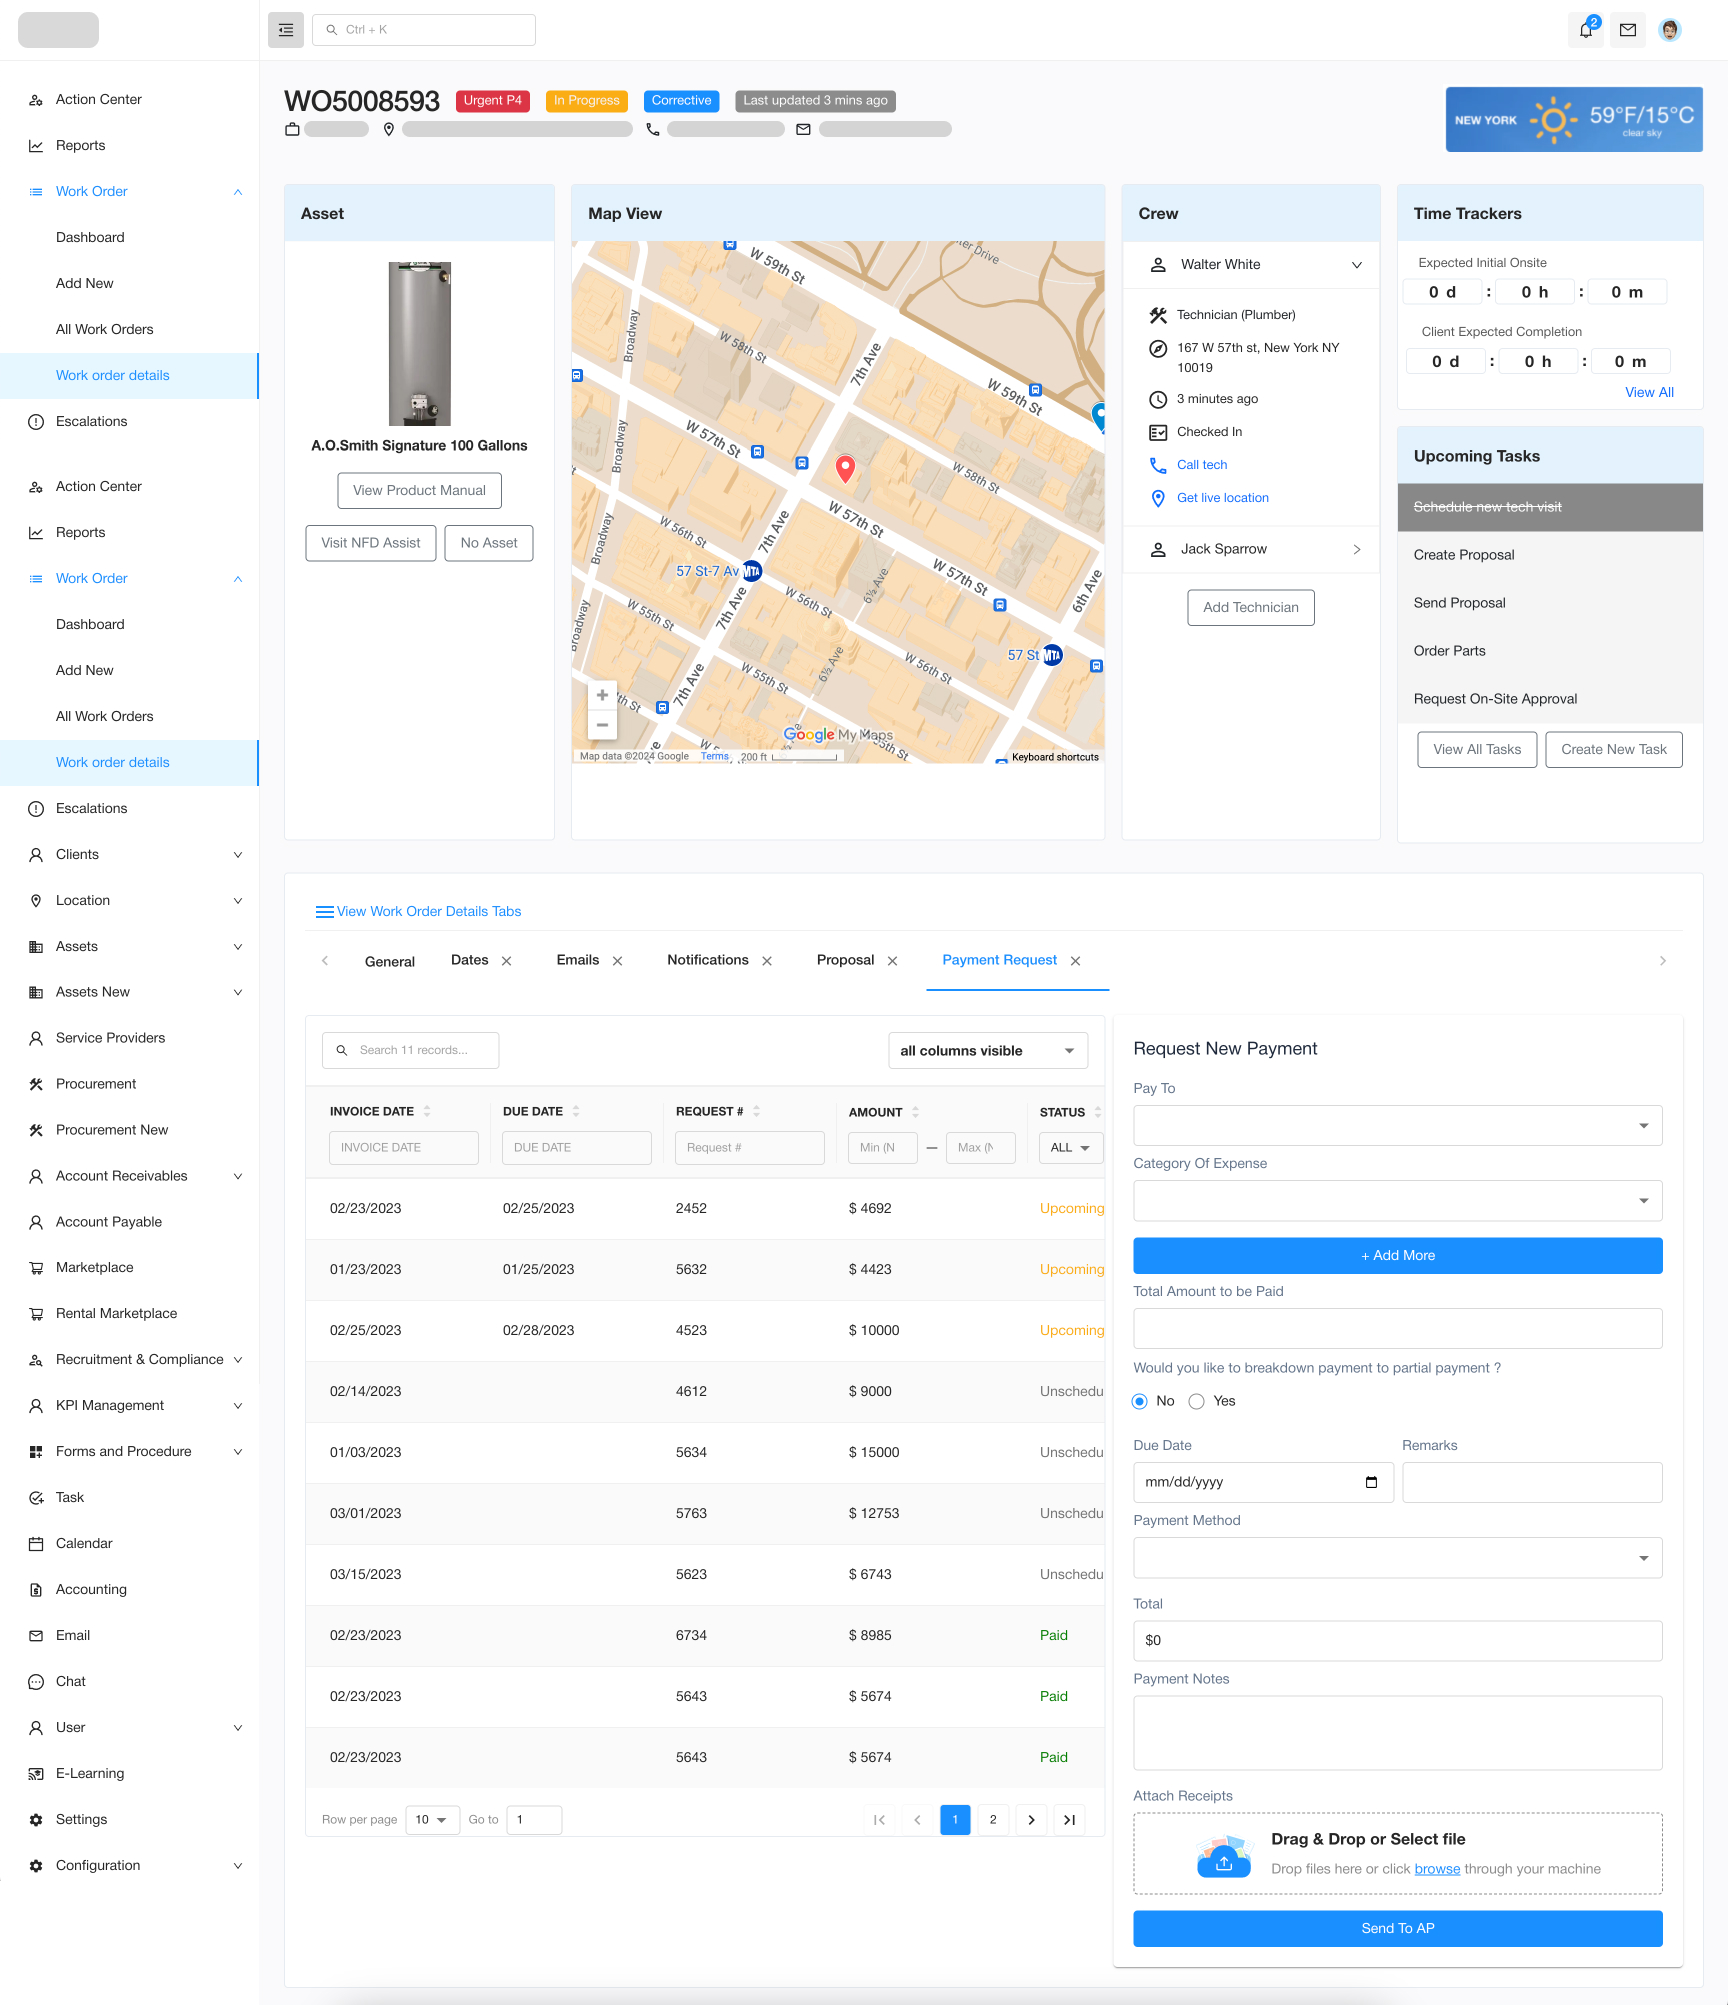 Ctrl + K
2
Action Center
Reports
Work Order
Dashboard
Add New
All Work Orders
Work order details
Escalations
Action Center
Reports
Work Order
Dashboard
Add New
All Work Orders
Work order details
Escalations
Clients
Location
Assets
Assets New
Service Providers
Procurement
Procurement New
Account Receivables
Account Payable
Marketplace
Rental Marketplace
Recruitment & Compliance
KPI Management
Forms and Procedure
Task
Calendar
Accounting
Email
Chat
User
E-Learning
Settings
Configuration
WO5008593 Urgent P4 In Progress Corrective Last updated 3 mins ago
NEW YORK 59°F/15°C
clear sky
Asset
A.O.Smith Signature 100 Gallons
View Product Manual
Visit NFD Assist No Asset
Map View
ter Drive
W 59th St
Broadway
W 58th St
7th Ave
W 59th St
Broadway
W 57th St
W 58th St
W 57th St
Broadway
W 56th St
7th Ave
57 St-7 Av MTA
6½ Ave
W 57th St
6th Ave
W 56th St
Broadway
W 55th St
7th Ave
57 St MTA
6½ Ave
W 56th St
W 55th St
7th Ave
th St
Google My Maps
55th St
W 5
Map data ©2024 Google Terms 200 ft Keyboard shortcuts
Crew
Walter White
Technician (Plumber)
167 W 57th st, New York NY
10019
3 minutes ago
Checked In
Call tech
Get live location
Jack Sparrow
Add Technician
Time Trackers
Expected Initial Onsite
0 d : 0 h : 0 m
Client Expected Completion
0 d : 0 h : 0 m
View All
Upcoming Tasks
Schedule new tech visit
Create Proposal
Send Proposal
Order Parts
Request On-Site Approval
View All Tasks Create New Task
View Work Order Details Tabs
General Dates Emails Notifications Proposal Payment Request
Search 11 records... all columns visible
INVOICE DATE DUE DATE REQUEST # AMOUNT STATUS
INVOICE DATE DUE DATE Request # Min (N — Max (N ALL
02/23/2023 02/25/2023 2452 $ 4692 Upcoming
01/23/2023 01/25/2023 5632 $ 4423 Upcoming
02/25/2023 02/28/2023 4523 $ 10000 Upcoming
02/14/2023 4612 $ 9000 Unschedu
01/03/2023 5634 $ 15000 Unschedu
03/01/2023 5763 $ 12753 Unschedu
03/15/2023 5623 $ 6743 Unschedu
02/23/2023 6734 $ 8985 Paid
02/23/2023 5643 $ 5674 Paid
02/23/2023 5643 $ 5674 Paid
Row per page 10 Go to 1 1 2
Request New Payment
Pay To
Category Of Expense
+ Add More
Total Amount to be Paid
Would you like to breakdown payment to partial payment ?
No Yes
Due Date Remarks
mm/dd/yyyy
Payment Method
Total
$0
Payment Notes
Attach Receipts
Drag & Drop or Select file
Drop files here or click browse through your machine
Send To AP